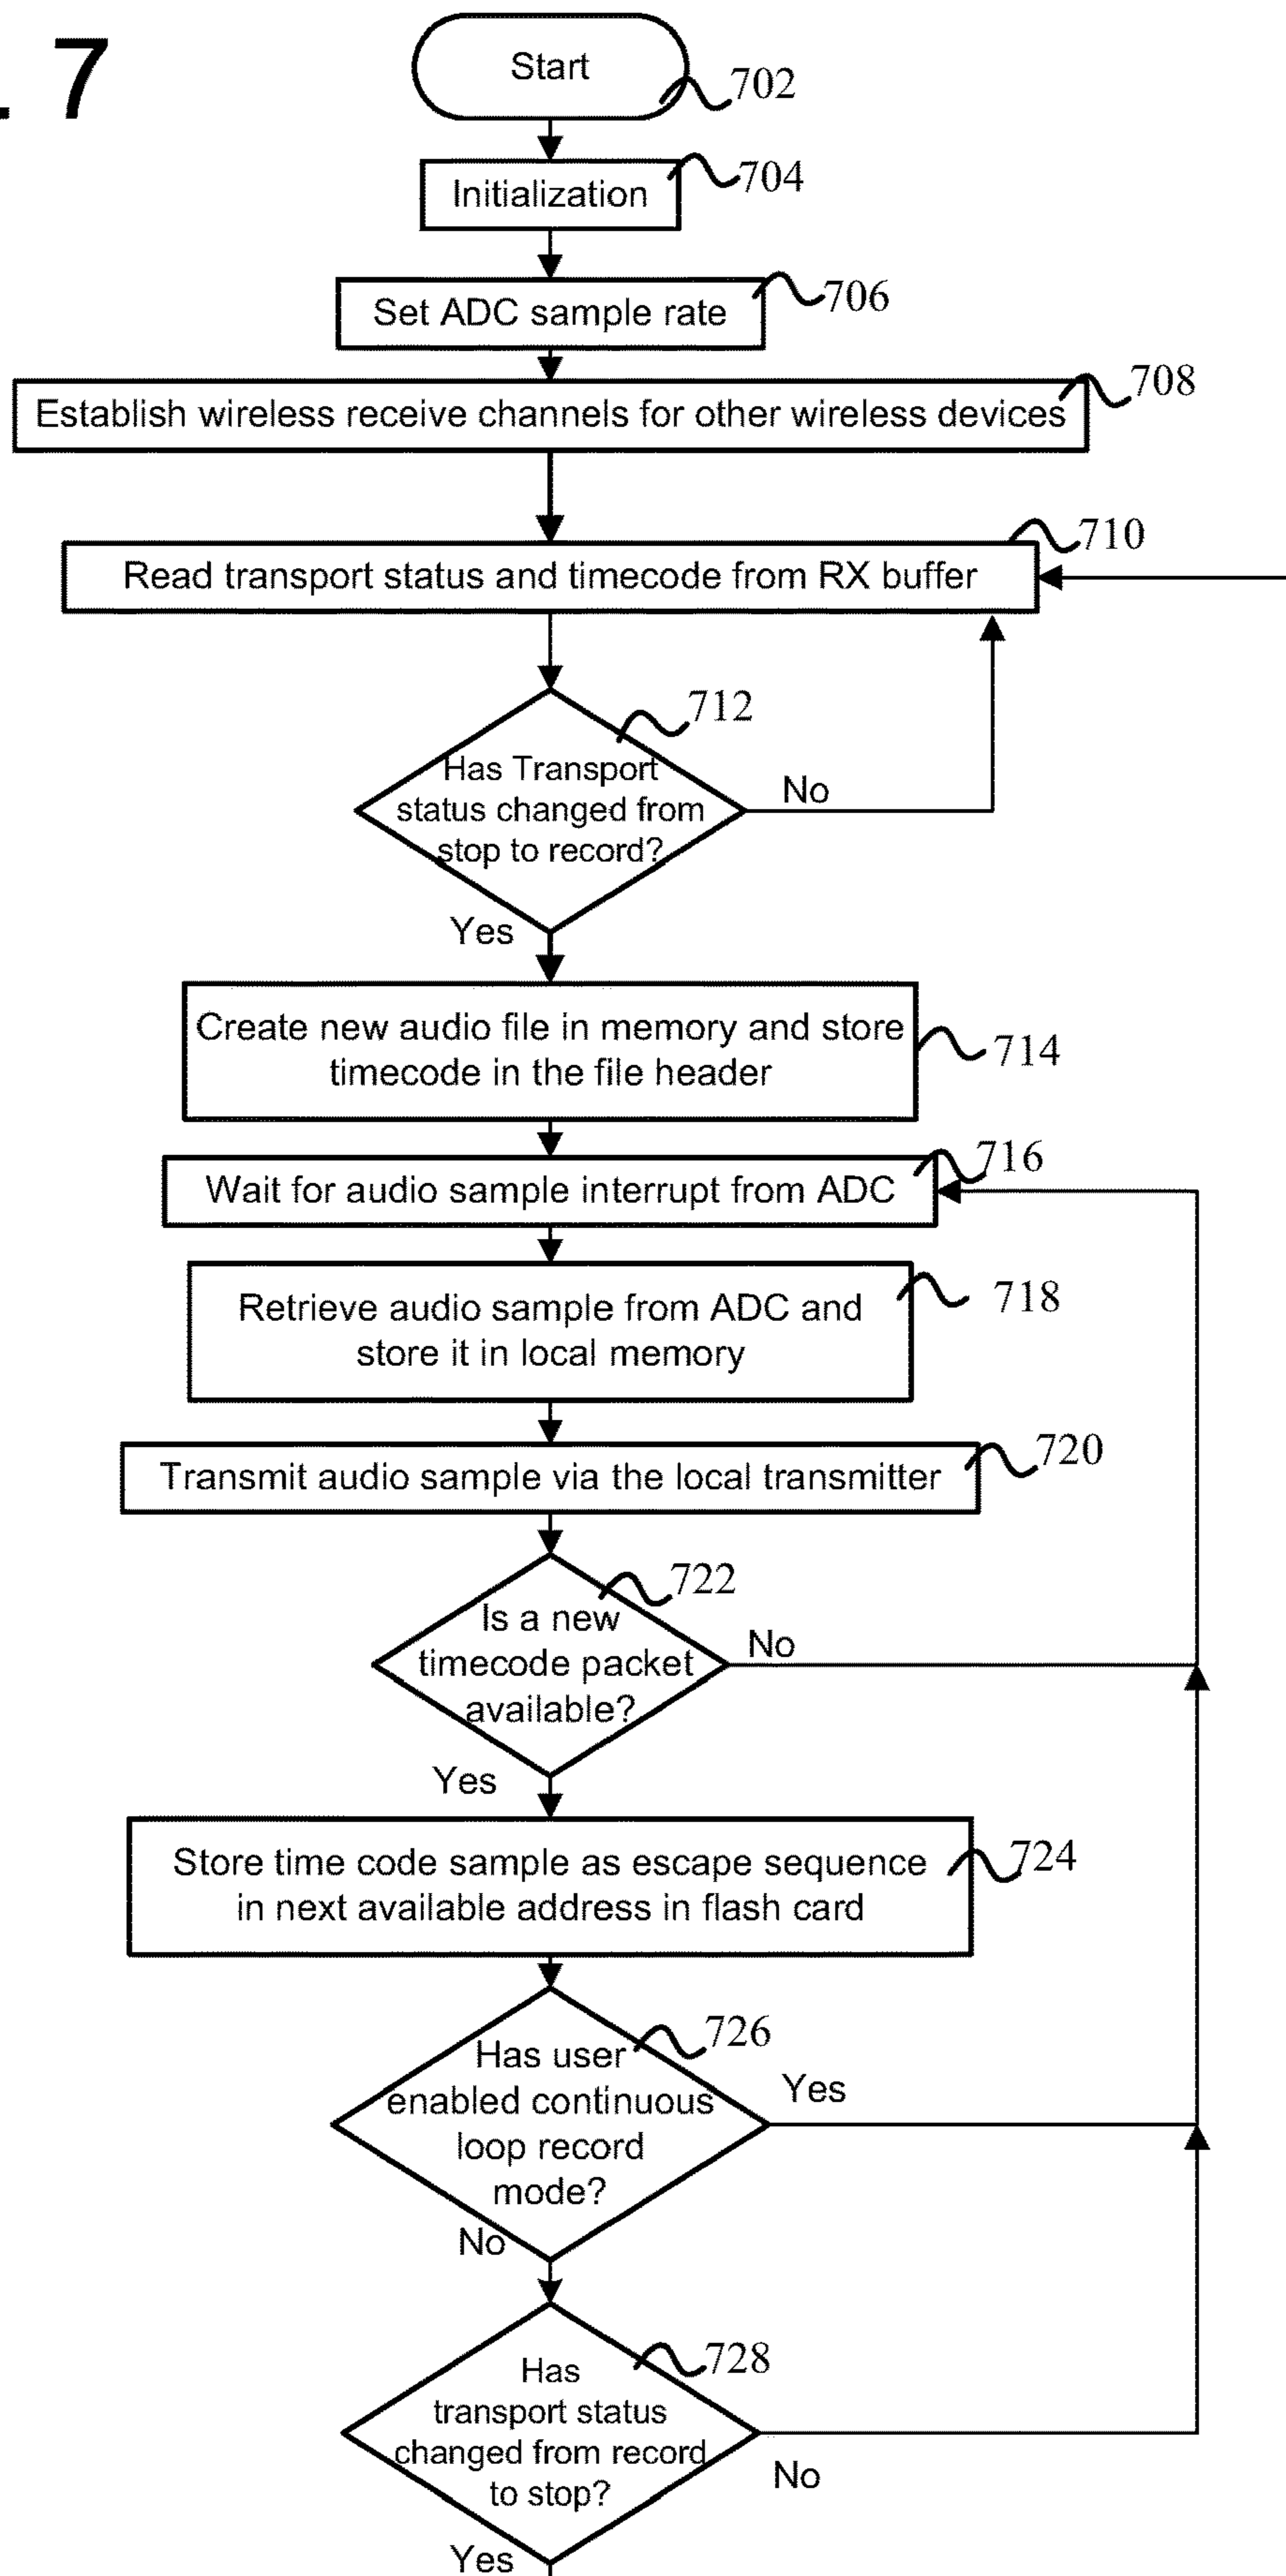 . 7
Start
702
Initialization
704
Set ADC sample rate
706
Establish wireless receive channels for other wireless devices
708
Read transport status and timecode from RX buffer
710
712
Has Transport
status changed from
stop to record?
No
Yes
Create new audio file in memory and store
timecode in the file header
714
Wait for audio sample interrupt from ADC
716
Retrieve audio sample from ADC and
store it in local memory
718
Transmit audio sample via the local transmitter
720
722
Is a new
timecode packet
available?
No
Yes
Store time code sample as escape sequence
in next available address in flash card
724
726
Has user
enabled continuous
loop record
mode?
Yes
No
728
Has
transport status
changed from record
to stop?
No
Yes